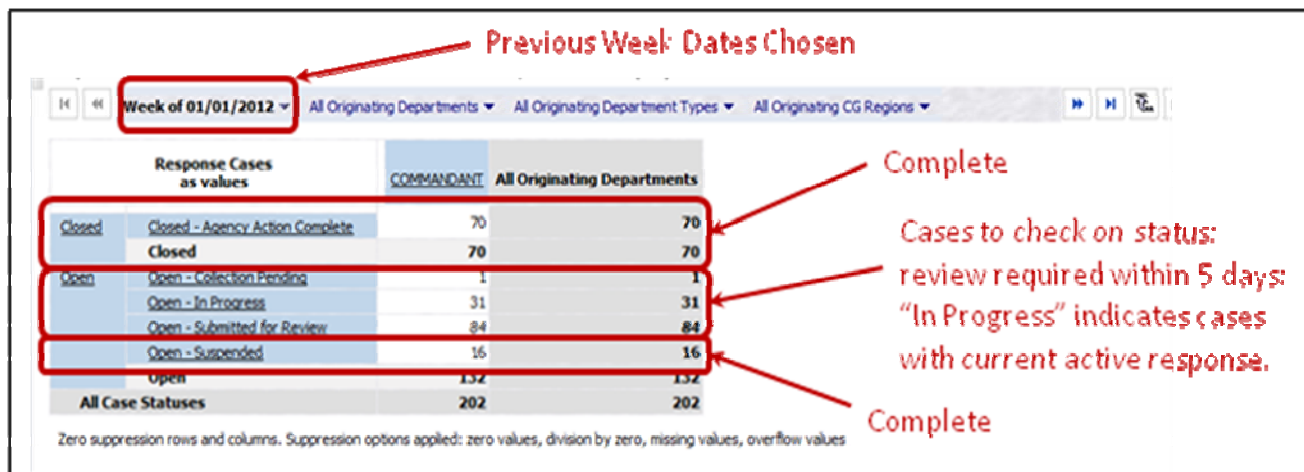 Previous Week Dates Chosen
Week of 01/01/2012 All Originating Departments All Originating Department Types All Originating CG Regions
Response Cases
as values COMMANDANT All Originating Departments
Complete
Closed Closed - Agency Action Complete 70 70
Closed 70 70
Open Open - Collection Pending 1 1
Open - In Progress 31 31
Open - Submitted for Review 84 84
Open - Suspended 16 16
Open 132 132
All Case Statuses 202 202
Cases to check on status:
review required within 5 days:
“In Progress” indicates cases
with current active response.
Complete
Zero suppression rows and columns. Suppression options applied: zero values, division by zero, missing values, overflow values